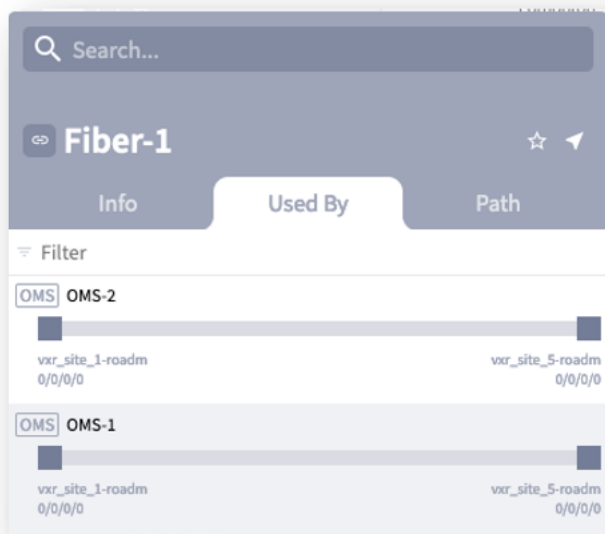 Search...
Fiber-1
Info Used By Path
Filter
OMS OMS-2
vxr_site_1-roadm vxr_site_5-roadm
0/0/0/0 0/0/0/0
OMS OMS-1
vxr_site_1-roadm vxr_site_5-roadm
0/0/0/0 0/0/0/0